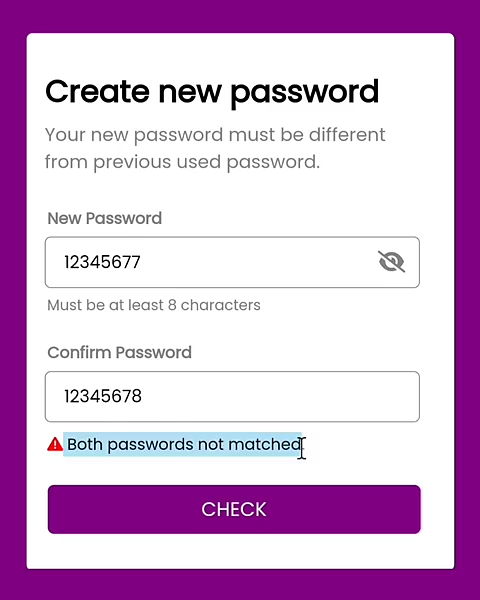 Create new password
Your new password must be different
from previous used password.
New Password
12345677
Must be at least 8 characters
Confirm Password
12345678
Both passwords not matched
CHECK